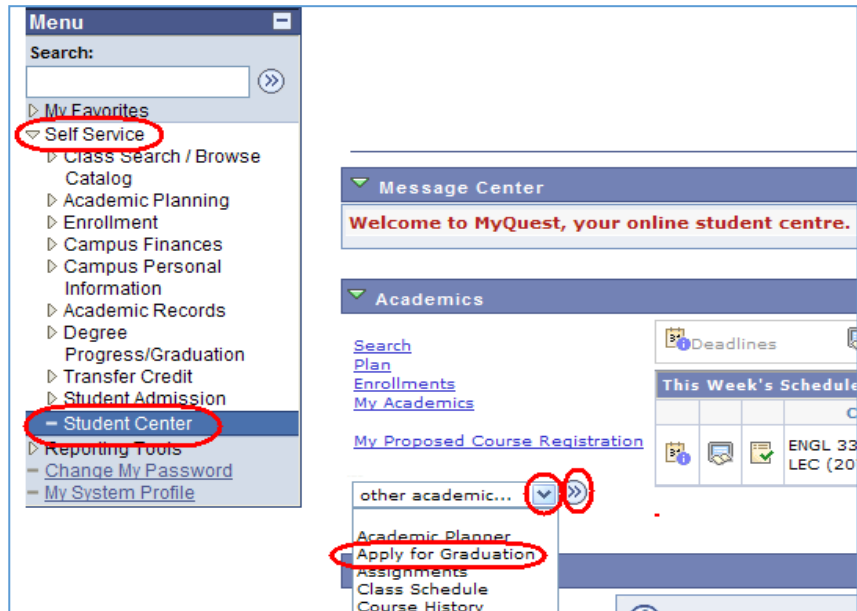 Menu
Search:
My Favorites
Self Service
Class Search / Browse
Catalog
Academic Planning
Enrollment
Campus Finances
Campus Personal
Information
Academic Records
Degree
Progress/Graduation
Transfer Credit
Student Admission
Student Center
Reporting Tools
Change My Password
My System Profile
Message Center
Welcome to MyQuest, your online student centre.
Academics
Search
Plan
Enrollments
My Academics
My Proposed Course Registration
other academic...
Academic Planner
Apply for Graduation
Assignments
Class Schedule
Course History
Deadlines
This Week's Schedule
C
ENGL 33
LEC (20